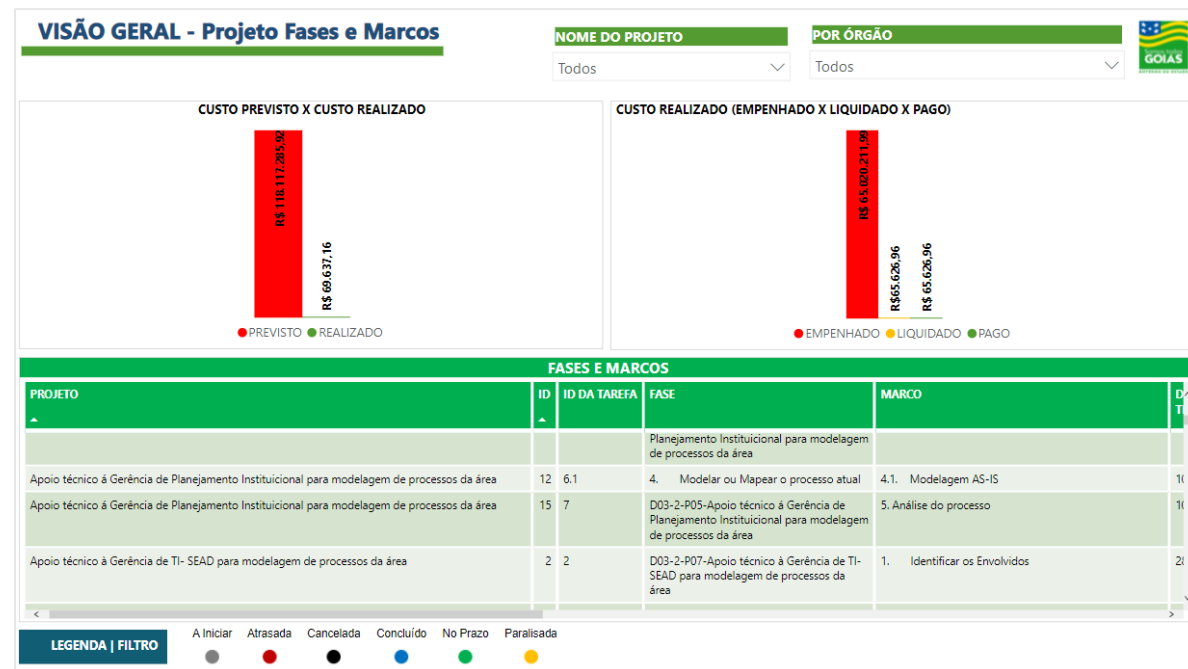 VISÃO GERAL - Projeto Fases e Marcos
NOME DO PROJETO
Todos
POR ÓRGÃO
Todos
GOIÁS
CUSTO PREVISTO X CUSTO REALIZADO
R$ 118.117.285,92
R$ 69.637,16
PREVISTO REALIZADO
CUSTO REALIZADO (EMPENHADO X LIQUIDADO X PAGO)
R$ 65.020.211,99
R$65.626,96
R$ 65.626,96
EMPENHADO LIQUIDADO PAGO
FASES E MARCOS
PROJETO ID ID DA TAREFA FASE MARCO
Planejamento Instituicional para modelagem
de processos da área
Apoio técnico á Gerência de Planejamento Instituicional para modelagem de processos da área 12 6.1 4. Modelar ou Mapear o processo atual 4.1. Modelagem AS-IS
Apoio técnico á Gerência de Planejamento Instituicional para modelagem de processos da área 15 7 D03-2-P05-Apoio técnico á Gerência de 5. Análise do processo
Planejamento Instituicional para modelagem
de processos da área
Apoio técnico à Gerência de TI- SEAD para modelagem de processos da área 2 2 D03-2-P07-Apoio técnico à Gerência de TI- 1. Identificar os Envolvidos
SEAD para modelagem de processos da
área
LEGENDA | FILTRO
A Iniciar Atrasada Cancelada Concluído No Prazo Paralisada